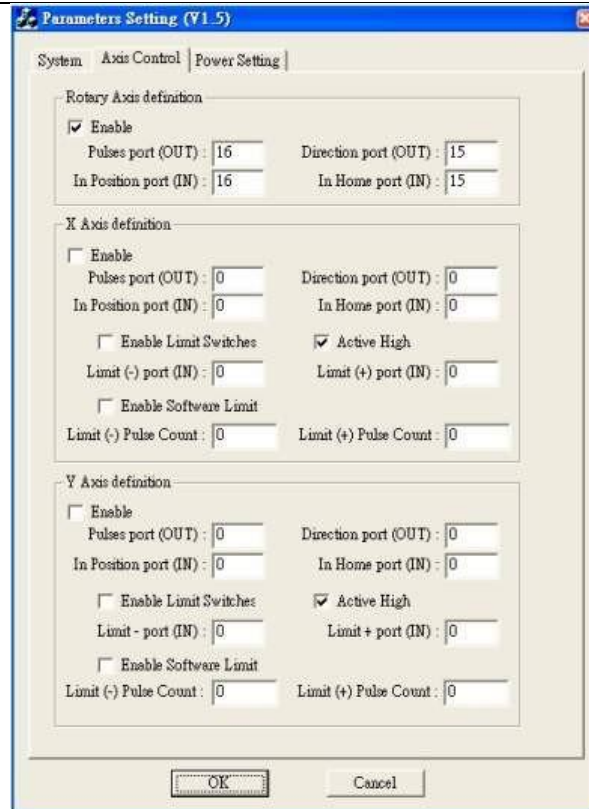 Parameters Setting (V1.5)
System Axis Control Power Setting
Rotary Axis definition
Enable
Pulses port (OUT) : 16 Direction port (OUT) : 15
In Position port (IN) : 16 In Home port (IN) : 15
X Axis definition
Enable
Pulses port (OUT) : 0 Direction port (OUT) : 0
In Position port (IN) : 0 In Home port (IN) : 0
Enable Limit Switches Active High
Limit (-) port (IN) : 0 Limit (+) port (IN) : 0
Enable Software Limit
Limit (-) Pulse Count : 0 Limit (+) Pulse Count : 0
Y Axis definition
Enable
Pulses port (OUT) : 0 Direction port (OUT) : 0
In Position port (IN) : 0 In Home port (IN) : 0
Enable Limit Switches Active High
Limit - port (IN) : 0 Limit + port (IN) : 0
Enable Software Limit
Limit (-) Pulse Count : 0 Limit (+) Pulse Count : 0
OK Cancel